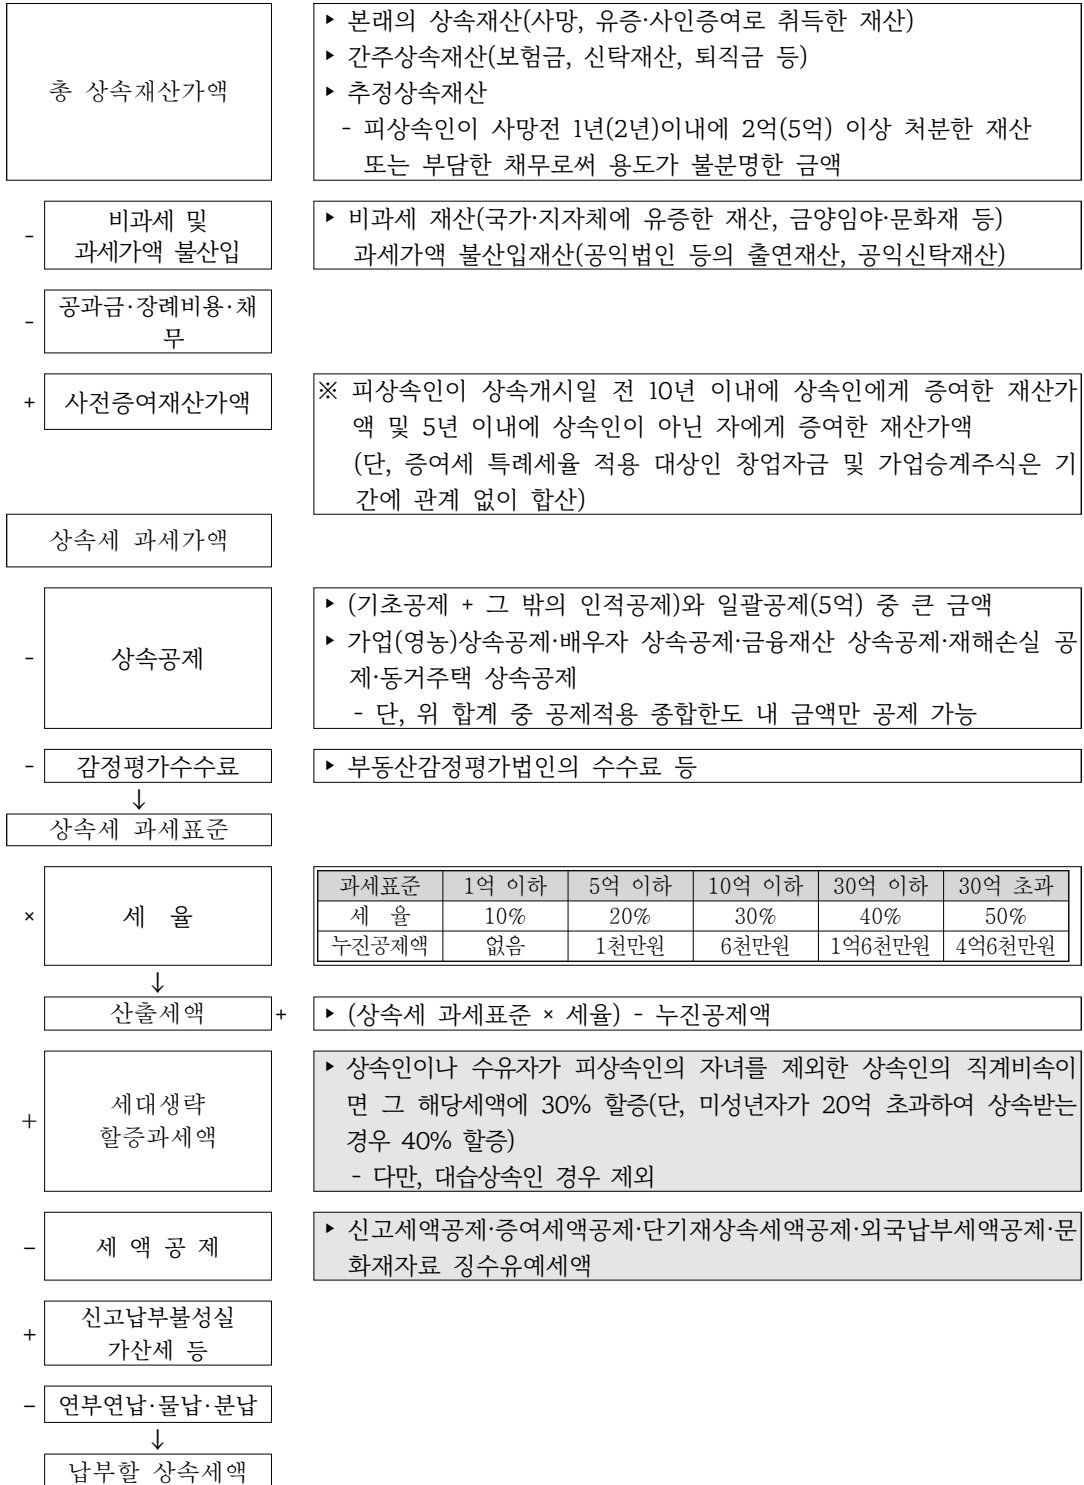 총 상속재산가액
▸ 본래의 상속재산(사망, 유증·사인증여로 취득한 재산)
▸ 간주상속재산(보험금, 신탁재산, 퇴직금 등)
▸ 추정상속재산
- 피상속인이 사망전 1년(2년)이내에 2억(5억) 이상 처분한 재산
또는 부담한 채무로써 용도가 불분명한 금액
-
비과세 및
과세가액 불산입
▸ 비과세 재산(국가·지자체에 유증한 재산, 금양임야·문화재 등)
과세가액 불산입재산(공익법인 등의 출연재산, 공익신탁재산)
-
공과금·장례비용·채
무
+
사전증여재산가액
※ 피상속인이 상속개시일 전 10년 이내에 상속인에게 증여한 재산가
액 및 5년 이내에 상속인이 아닌 자에게 증여한 재산가액
(단, 증여세 특례세율 적용 대상인 창업자금 및 가업승계주식은 기
간에 관계 없이 합산)
상속세 과세가액
-
상속공제
▸ (기초공제 + 그 밖의 인적공제)와 일괄공제(5억) 중 큰 금액
▸ 가업(영농)상속공제·배우자 상속공제·금융재산 상속공제·재해손실 공
제·동거주택 상속공제
- 단, 위 합계 중 공제적용 종합한도 내 금액만 공제 가능
-
감정평가수수료
▸ 부동산감정평가법인의 수수료 등
↓
상속세 과세표준
×
세 율
과세표준 1억 이하 5억 이하 10억 이하 30억 이하 30억 초과
세 율 10% 20% 30% 40% 50%
누진공제액 없음 1천만원 6천만원 1억6천만원 4억6천만원
↓
산출세액 +
▸ (상속세 과세표준 × 세율) - 누진공제액
+
세대생략
할증과세액
▸ 상속인이나 수유자가 피상속인의 자녀를 제외한 상속인의 직계비속이
면 그 해당세액에 30% 할증(단, 미성년자가 20억 초과하여 상속받는
경우 40% 할증)
- 다만, 대습상속인 경우 제외
-
세 액 공 제
▸ 신고세액공제·증여세액공제·단기재상속세액공제·외국납부세액공제·문
화재자료 징수유예세액
+
신고납부불성실
가산세 등
-
연부연납·물납·분납
↓
납부할 상속세액